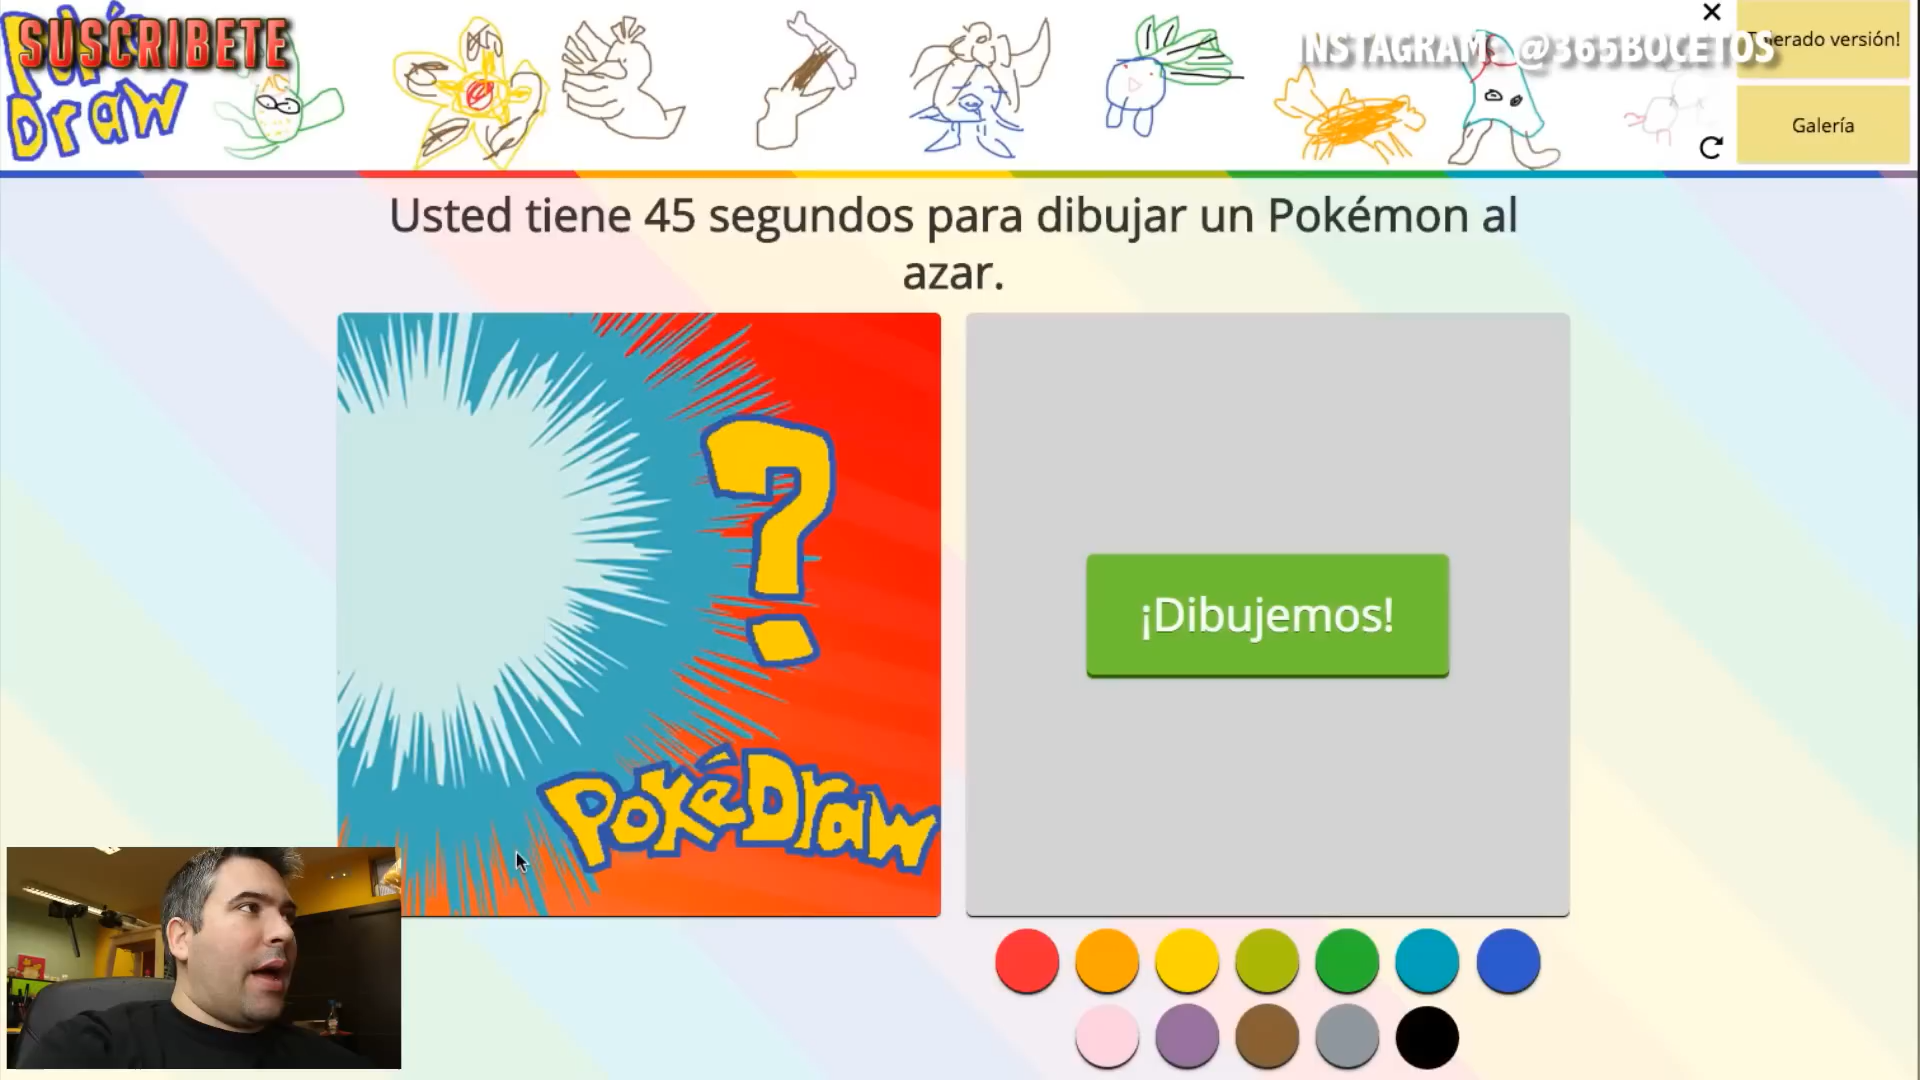 SUSCRIBETE
Poké
Draw
INSTAGRAM: @365BOCETOS
erado versión!
Galería
Usted tiene 45 segundos para dibujar un Pokémon al
azar.
?
¡Dibujemos!
PokéDraw